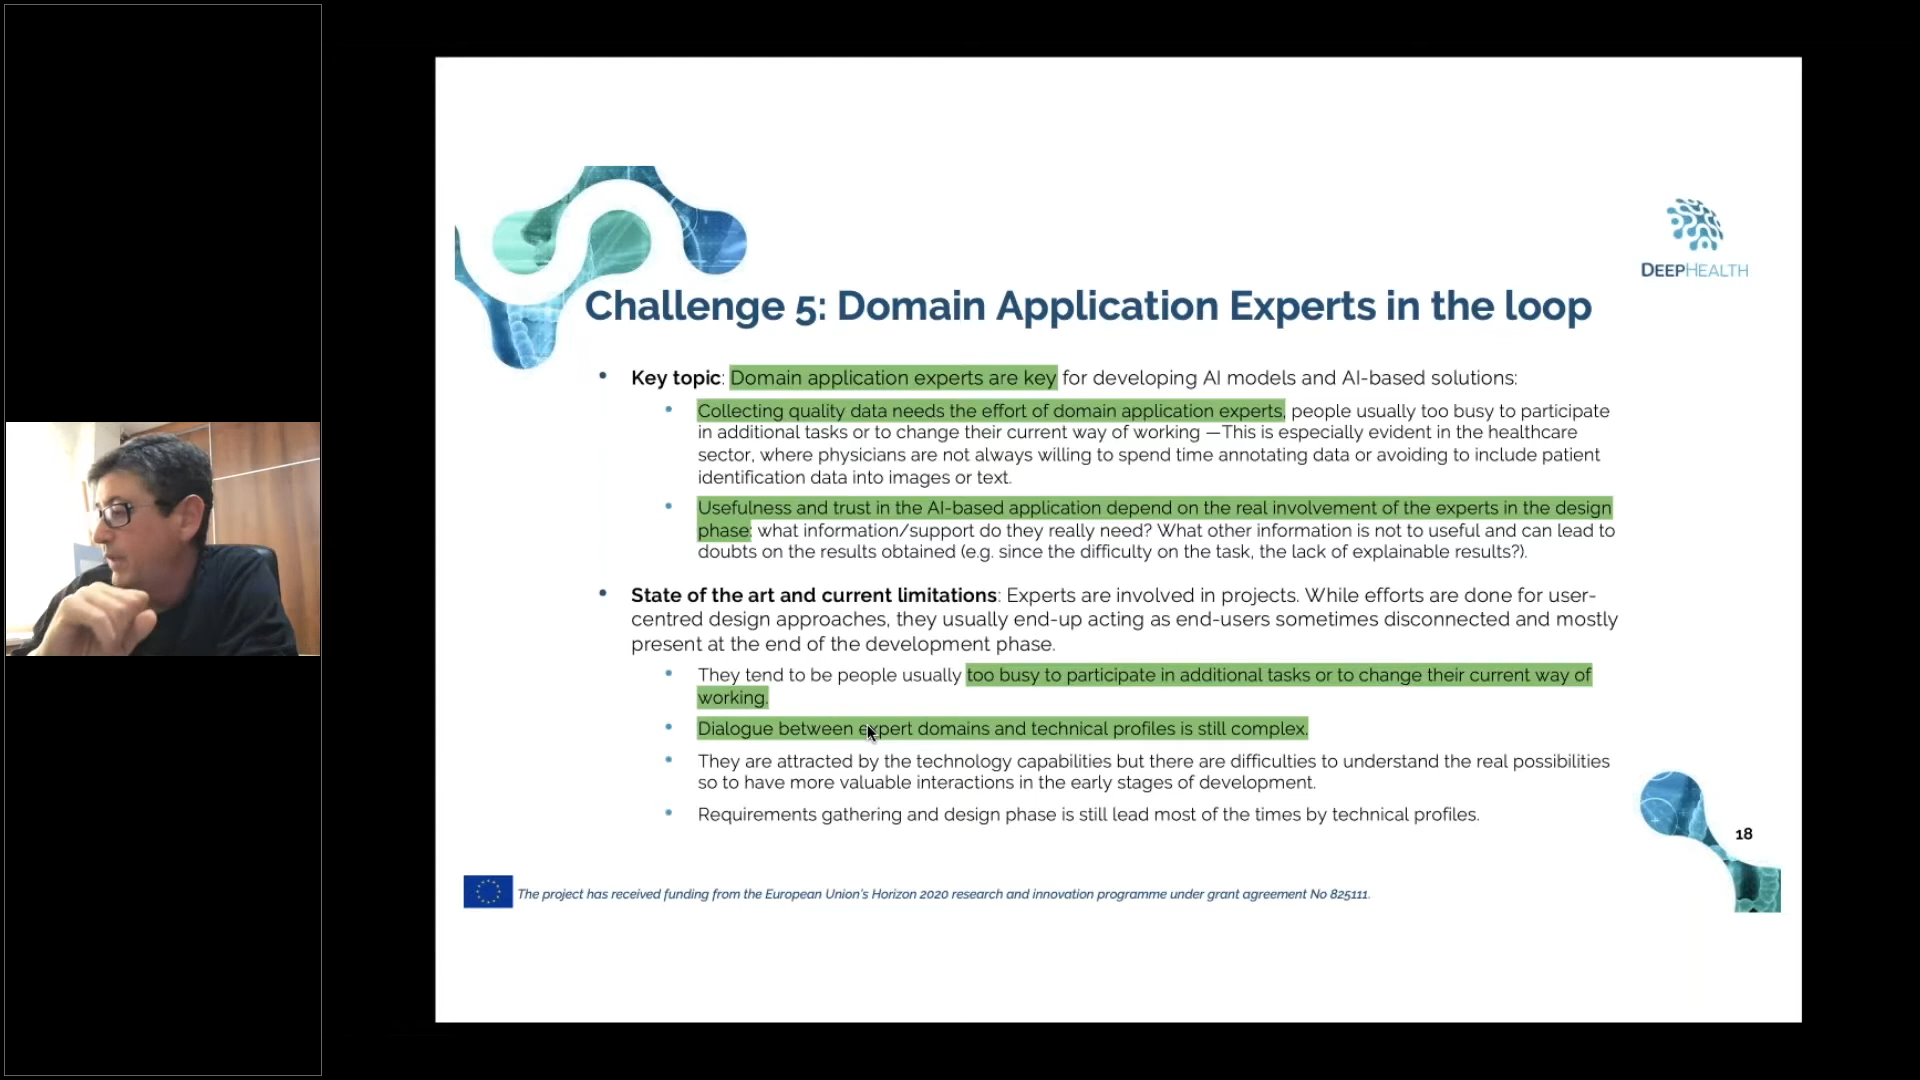 DEEPHEALTH
Challenge 5: Domain Application Experts in the loop
• Key topic: Domain application experts are key for developing AI models and AI-based solutions:
• Collecting quality data needs the effort of domain application experts, people usually too busy to participate
in additional tasks or to change their current way of working —This is especially evident in the healthcare
sector, where physicians are not always willing to spend time annotating data or avoiding to include patient
identification data into images or text.
• Usefulness and trust in the AI-based application depend on the real involvement of the experts in the design
phase: what information/support do they really need? What other information is not to useful and can lead to
doubts on the results obtained (e.g. since the difficulty on the task, the lack of explainable results?).
• State of the art and current limitations: Experts are involved in projects. While efforts are done for user-
centred design approaches, they usually end-up acting as end-users sometimes disconnected and mostly
present at the end of the development phase.
• They tend to be people usually too busy to participate in additional tasks or to change their current way of
working.
• Dialogue between expert domains and technical profiles is still complex.
• They are attracted by the technology capabilities but there are difficulties to understand the real possibilities
so to have more valuable interactions in the early stages of development.
• Requirements gathering and design phase is still lead most of the times by technical profiles.
18
The project has received funding from the European Union's Horizon 2020 research and innovation programme under grant agreement No 825111.